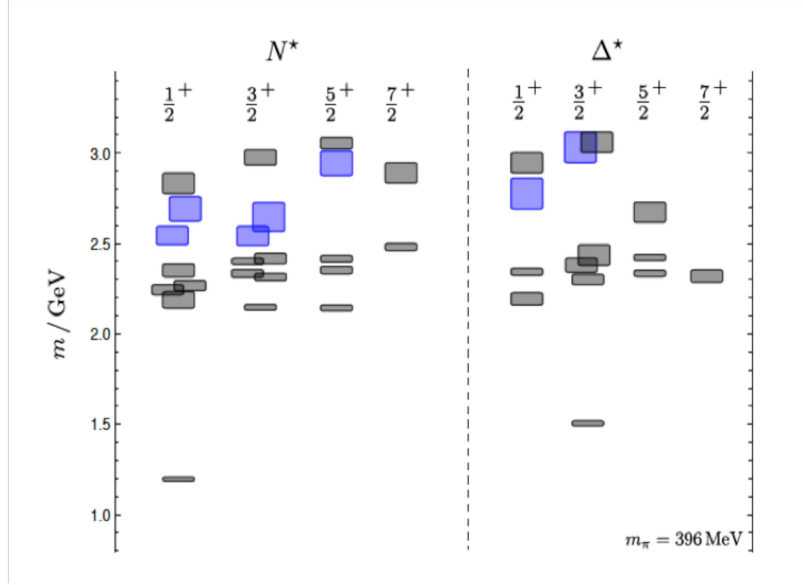 N* Δ*
1/2+ 3/2+ 5/2+ 7/2+ 1/2+ 3/2+ 5/2+ 7/2+
3.0
2.5
2.0
1.5
1.0
m / GeV
mπ = 396 MeV